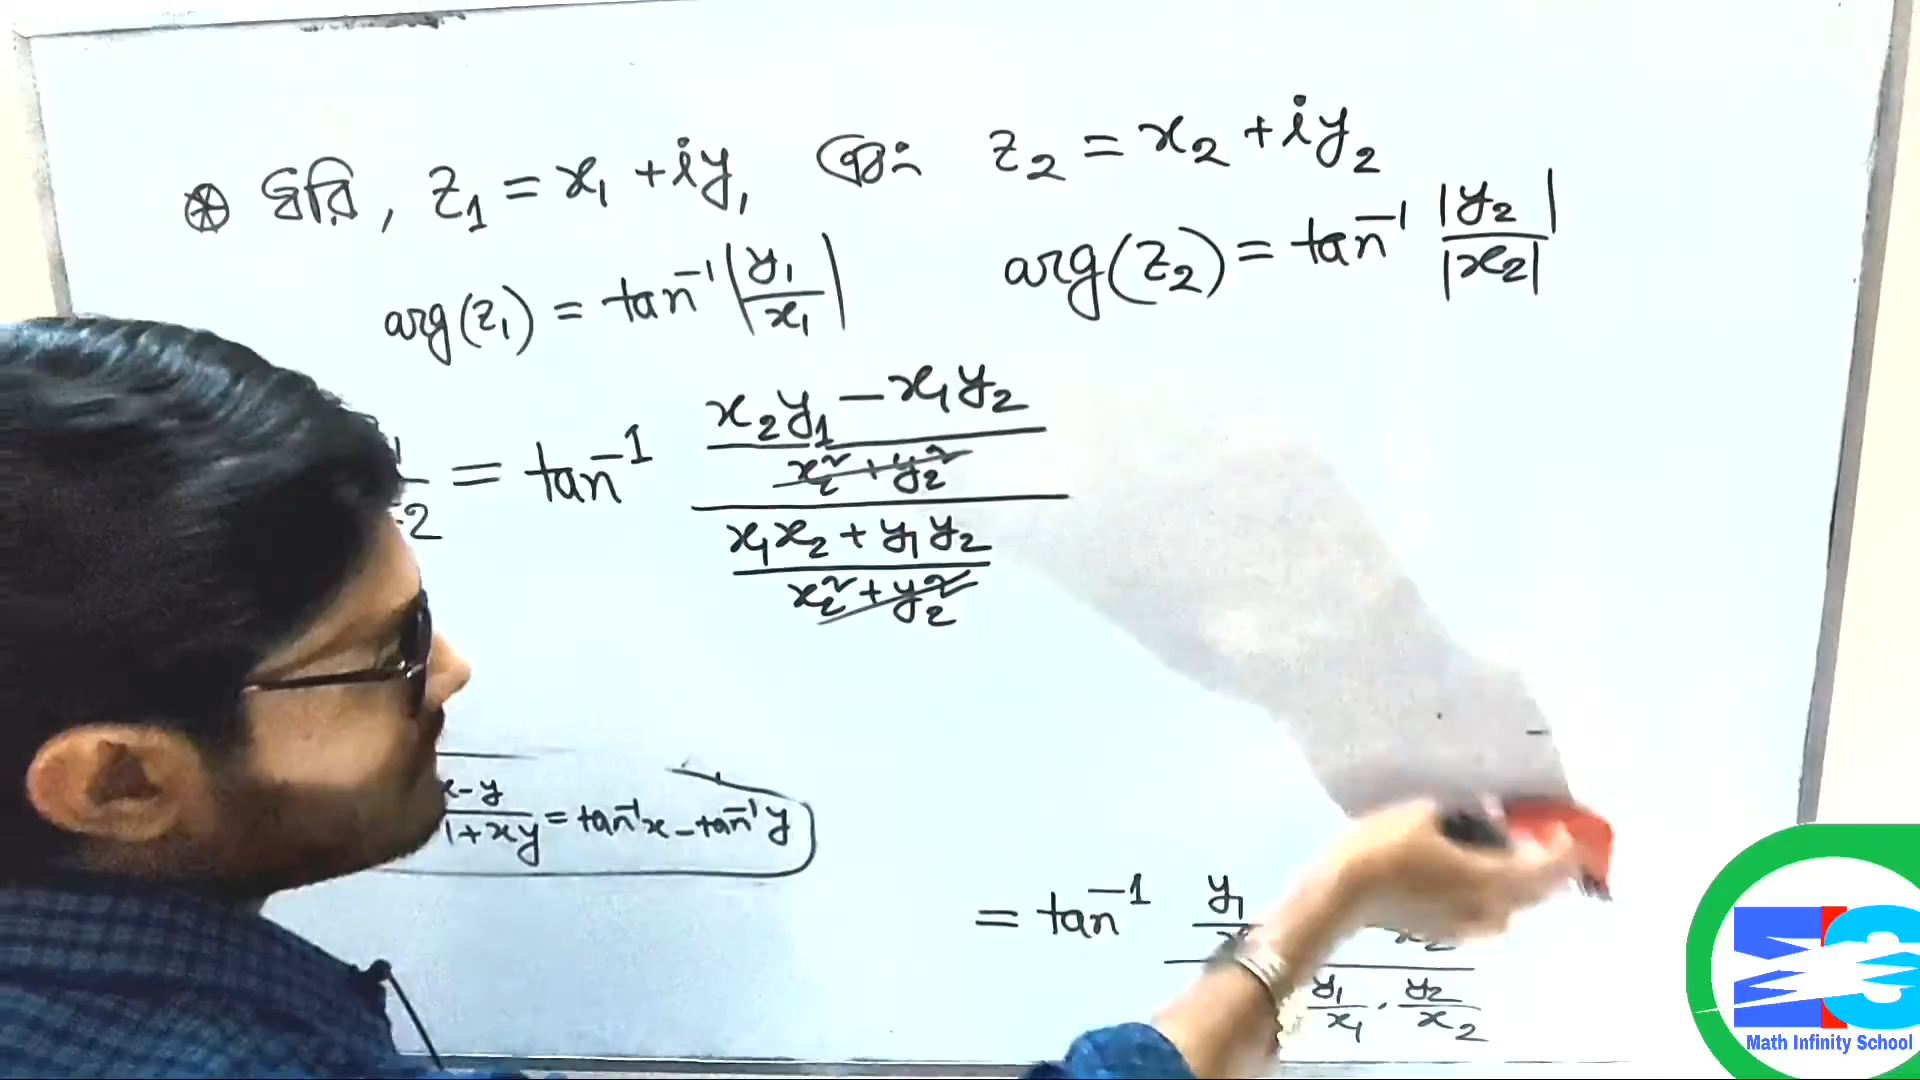 ⊛ ধরি, z₁ = x₁ + iy₁ এবং z₂ = x₂ + iy₂
arg(z₁) = tan⁻¹ |y₁/x₁| arg(z₂) = tan⁻¹ |y₂|/|x₂|
= tan⁻¹ ((x₂y₁ − x₁y₂)/(x₂² + y₂²))/((x₁x₂ + y₁y₂)/(x₂² + y₂²))
x−y/1+xy = tan⁻¹x − tan⁻¹y
= tan⁻¹ y₁ x₂
y₁/x₁ · y₂/x₂
Math Infinity School